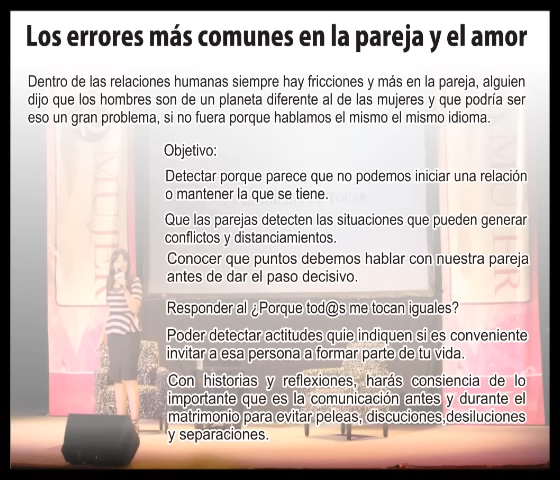 Los errores más comunes en la pareja y el amor
Dentro de las relaciones humanas siempre hay fricciones y más en la pareja, alguien
dijo que los hombres son de un planeta diferente al de las mujeres y que podría ser
eso un gran problema, si no fuera porque hablamos el mismo el mismo idioma.
Objetivo:
Detectar porque parece que no podemos iniciar una relación
o mantener la que se tiene.
Que las parejas detecten las situaciones que pueden generar
conflictos y distanciamientos.
Conocer que puntos debemos hablar con nuestra pareja
antes de dar el paso decisivo.
Responder al ¿Porque tod@s me tocan iguales?
Poder detectar actitudes quie indiquen si es conveniente
invitar a esa persona a formar parte de tu vida.
Con historias y reflexiones, harás consiencia de lo
importante que es la comunicación antes y durante el
matrimonio para evitar peleas, discuciones,desiluciones
y separaciones.
MUJER
MUJER